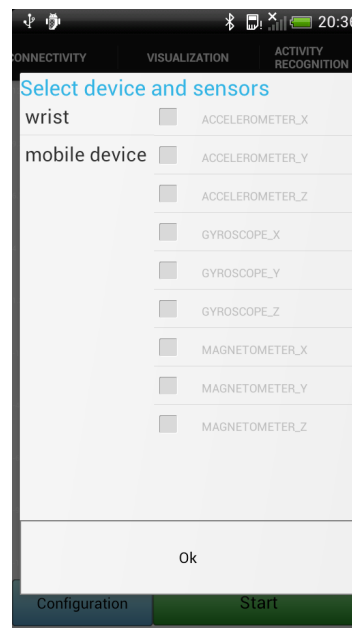 20:36
CONNECTIVITY
VISUALIZATION
ACTIVITY
RECOGNITION
Select device and sensors
wrist
ACCELEROMETER_X
mobile device
ACCELEROMETER_Y
ACCELEROMETER_Z
GYROSCOPE_X
GYROSCOPE_Y
GYROSCOPE_Z
MAGNETOMETER_X
MAGNETOMETER_Y
MAGNETOMETER_Z
Ok
Configuration
Start